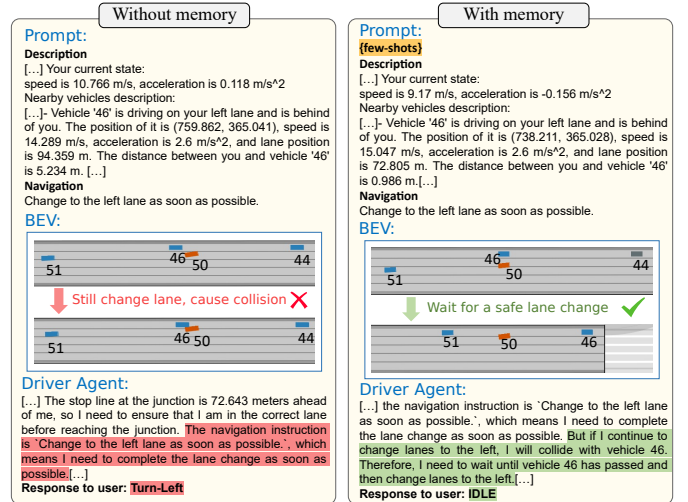 Without memory
Prompt:
Description
[…] Your current state:
speed is 10.766 m/s, acceleration is 0.118 m/s^2
Nearby vehicles description:
[…]- Vehicle '46' is driving on your left lane and is behind
of you. The position of it is (759.862, 365.041), speed is
14.289 m/s, acceleration is 2.6 m/s^2, and lane position
is 94.359 m. The distance between you and vehicle '46'
is 5.234 m. […]
Navigation
Change to the left lane as soon as possible.
BEV:
51
46
50
44
Still change lane, cause collision
51
46
50
44
Driver Agent:
[…] The stop line at the junction is 72.643 meters ahead
of me, so I need to ensure that I am in the correct lane
before reaching the junction. The navigation instruction
is `Change to the left lane as soon as possible.`, which
means I need to complete the lane change as soon as
possible.[…]
Response to user: Turn-Left
With memory
Prompt:
{few-shots}
Description
[…] Your current state:
speed is 9.17 m/s, acceleration is -0.156 m/s^2
Nearby vehicles description:
[…]- Vehicle '46' is driving on your left lane and is behind
of you. The position of it is (738.211, 365.028), speed is
15.047 m/s, acceleration is 2.6 m/s^2, and lane position
is 72.805 m. The distance between you and vehicle '46'
is 0.986 m.[…]
Navigation
Change to the left lane as soon as possible.
BEV:
51
46
50
44
Wait for a safe lane change
51
50
46
Driver Agent:
[…] the navigation instruction is `Change to the left lane
as soon as possible.`, which means I need to complete
the lane change as soon as possible. But if I continue to
change lanes to the left, I will collide with vehicle 46.
Therefore, I need to wait until vehicle 46 has passed and
then change lanes to the left.[…]
Response to user: IDLE